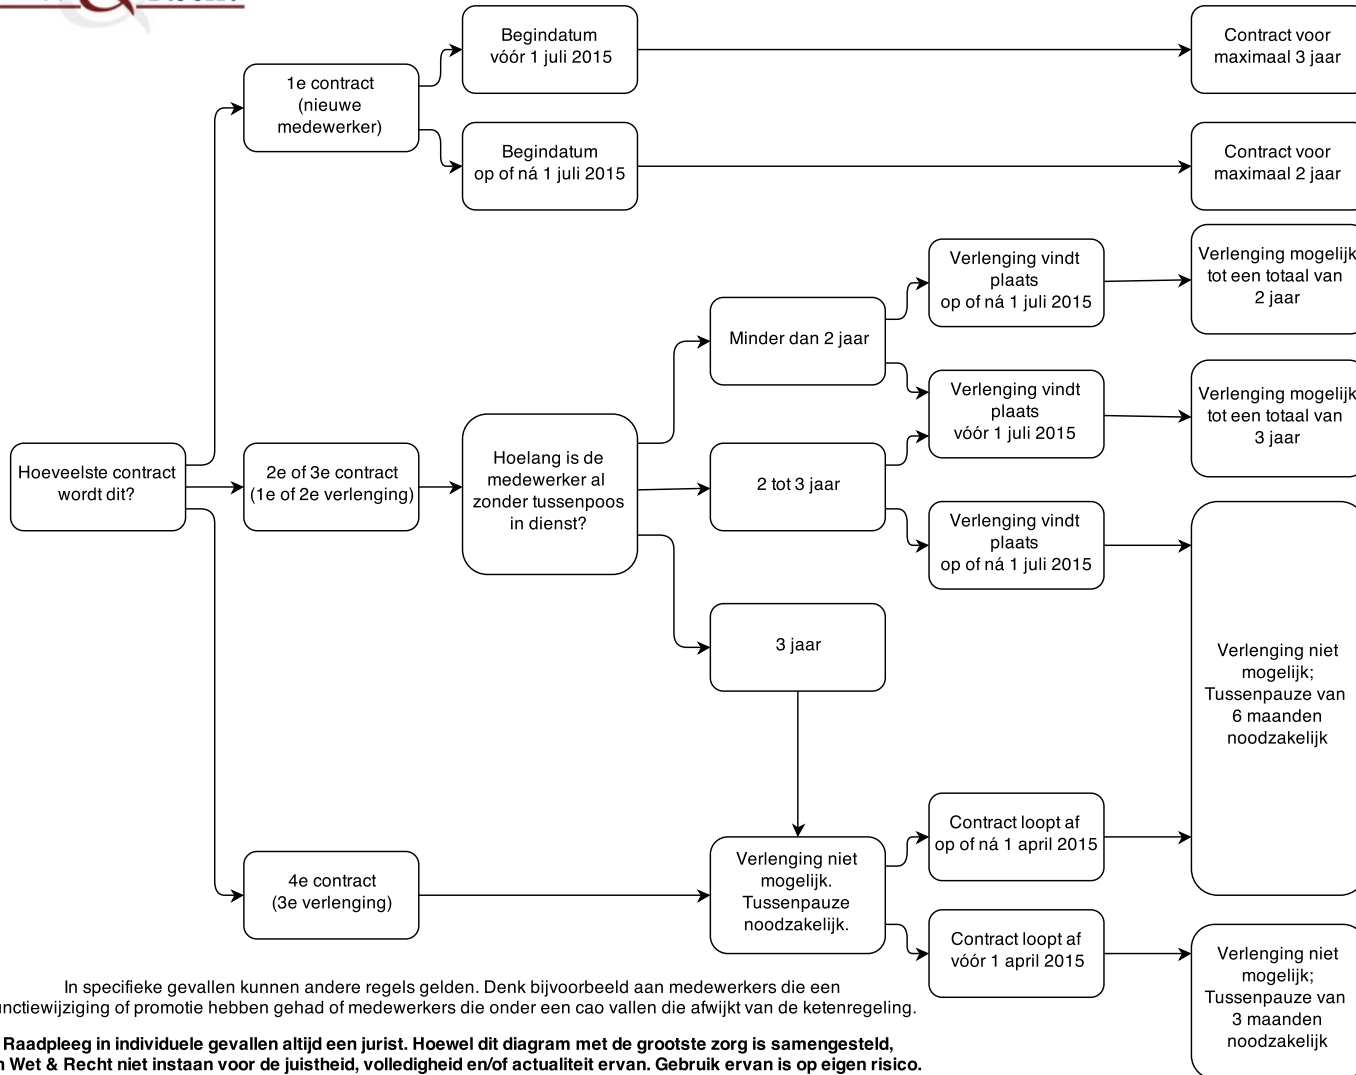 Begindatum
vóór 1 juli 2015
Contract voor
maximaal 3 jaar
1e contract
(nieuwe
medewerker)
Begindatum
op of ná 1 juli 2015
Contract voor
maximaal 2 jaar
Verlenging vindt
plaats
op of ná 1 juli 2015
Verlenging mogelijk
tot een totaal van
2 jaar
Minder dan 2 jaar
Verlenging vindt
plaats
vóór 1 juli 2015
Verlenging mogelijk
tot een totaal van
3 jaar
Hoeveelste contract
wordt dit?
2e of 3e contract
(1e of 2e verlenging)
Hoelang is de
medewerker al
zonder tussenpoos
in dienst?
2 tot 3 jaar
Verlenging vindt
plaats
op of ná 1 juli 2015
3 jaar
Verlenging niet
mogelijk;
Tussenpauze van
6 maanden
noodzakelijk
4e contract
(3e verlenging)
Verlenging niet
mogelijk.
Tussenpauze
noodzakelijk.
Contract loopt af
op of ná 1 april 2015
Contract loopt af
vóór 1 april 2015
Verlenging niet
mogelijk;
Tussenpauze van
3 maanden
noodzakelijk
In specifieke gevallen kunnen andere regels gelden. Denk bijvoorbeeld aan medewerkers die een
nctiewijziging of promotie hebben gehad of medewerkers die onder een cao vallen die afwijkt van de ketenregeling.
Raadpleeg in individuele gevallen altijd een jurist. Hoewel dit diagram met de grootste zorg is samengesteld,
n Wet & Recht niet instaan voor de juistheid, volledigheid en/of actualiteit ervan. Gebruik ervan is op eigen risico.